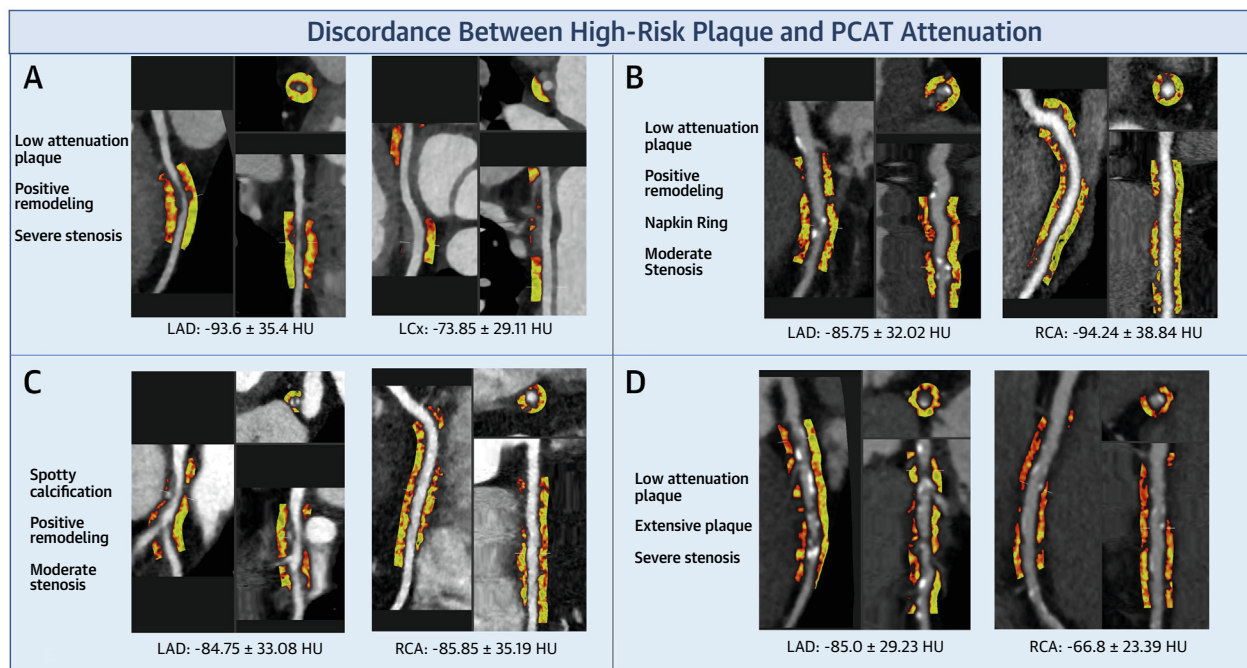 Discordance Between High-Risk Plaque and PCAT Attenuation
A
Low attenuation
plaque
Positive
remodeling
Severe stenosis
LAD: -93.6 ± 35.4 HU
LCx: -73.85 ± 29.11 HU
B
Low attenuation
plaque
Positive
remodeling
Napkin Ring
Moderate
Stenosis
LAD: -85.75 ± 32.02 HU
RCA: -94.24 ± 38.84 HU
C
Spotty
calcification
Positive
remodeling
Moderate
stenosis
LAD: -84.75 ± 33.08 HU
RCA: -85.85 ± 35.19 HU
D
Low attenuation
plaque
Extensive plaque
Severe stenosis
LAD: -85.0 ± 29.23 HU
RCA: -66.8 ± 23.39 HU